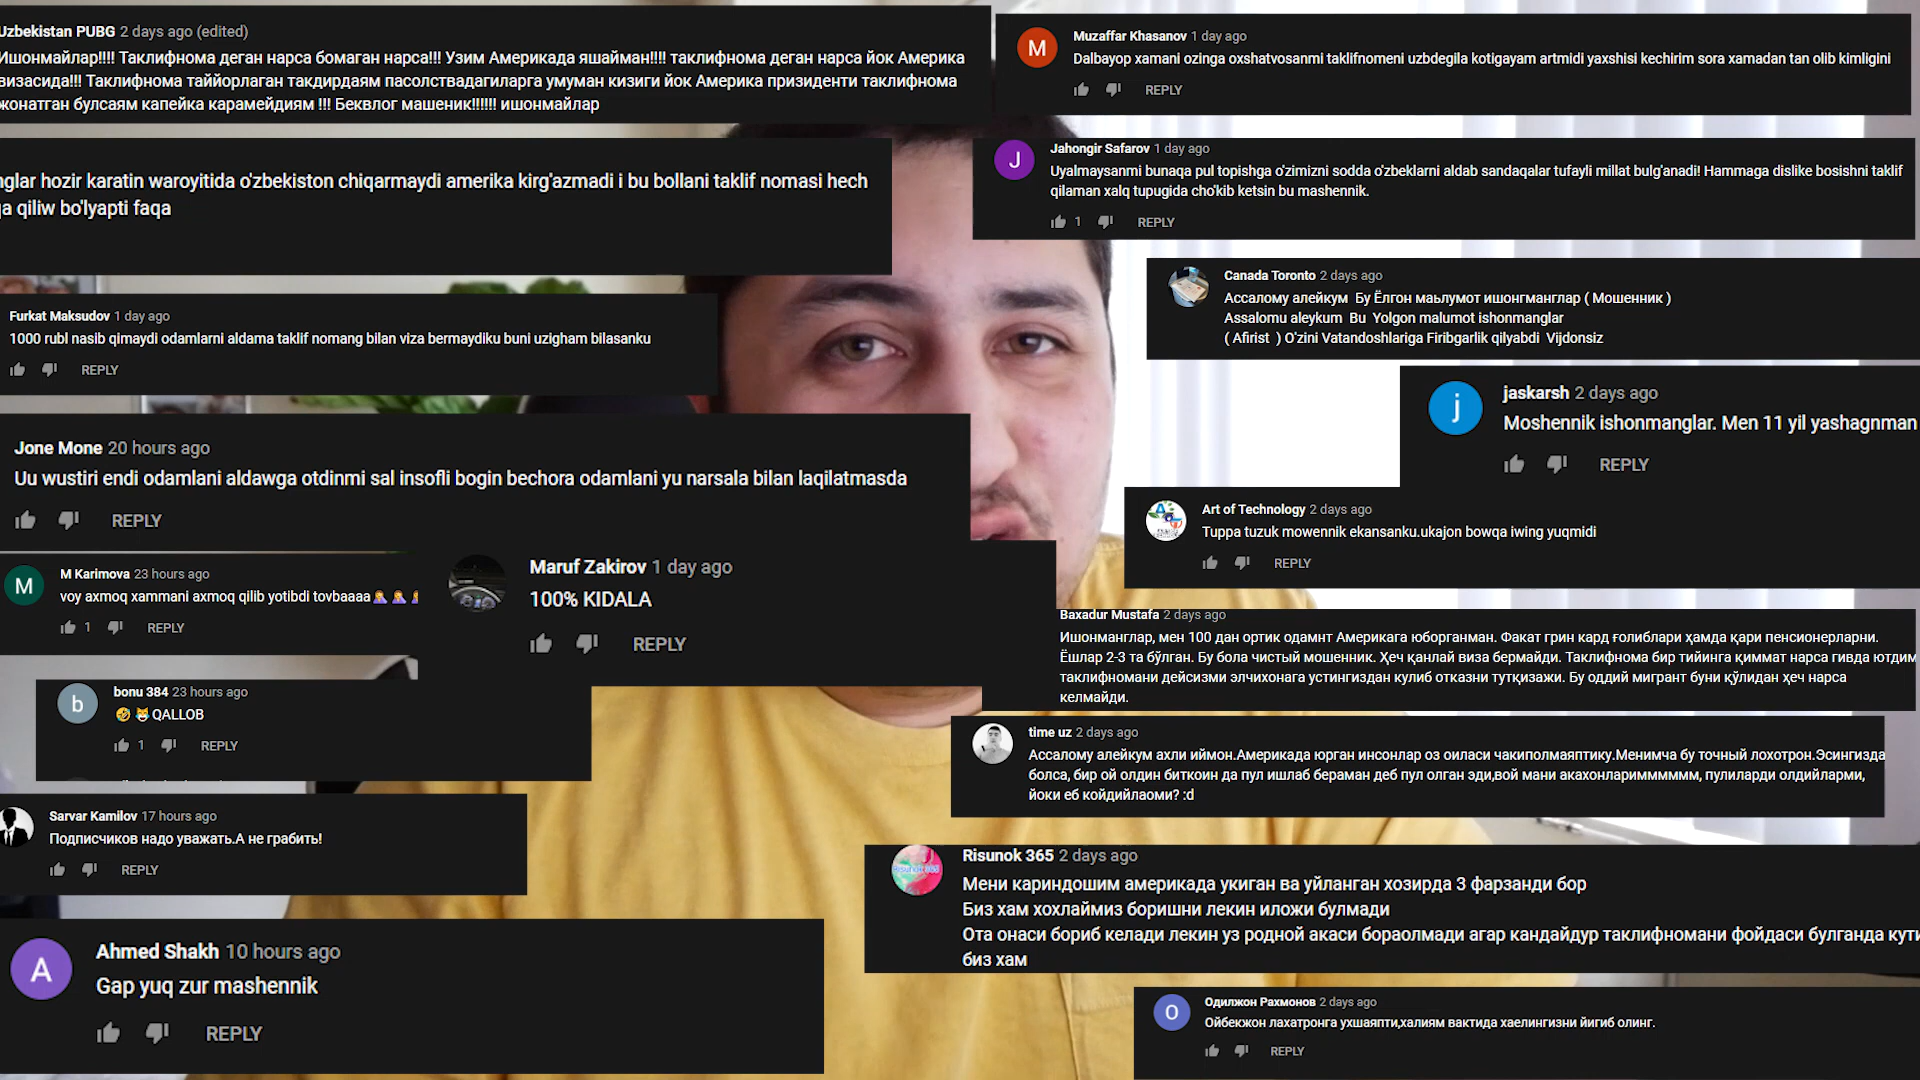 Uzbekistan PUBG 2 days ago (edited)
Ишонмайлар!!!! Таклифнома деган нарса бомаган нарса!!! Узим Америкада яшайман!!!! таклифнома деган нарса йок Америка
визасида!!! Таклифнома таййорлаган такдирдаям пасолствадагиларга умуман кизиги йок Америка призиденти таклифнома
жонатган булсаям капейка карамейдиям !!! Беквлог машеник!!!!!! ишонмайлар
nglar hozir karatin waroyitida o'zbekiston chiqarmaydi amerika kirg'azmadi i bu bollani taklif nomasi hech
qiliw bo'lyapti faqa
Furkat Maksudov 1 day ago
1000 rubl nasib qimaydi odamlarni aldama taklif nomang bilan viza bermaydiku buni uzigham bilasanku
REPLY
Jone Mone 20 hours ago
Uu wustiri endi odamlani aldawga otdinmi sal insofli bogin bechora odamlani yu narsala bilan laqilatmasda
REPLY
M
M Karimova 23 hours ago
voy axmoq xammani axmoq qilib yotibdi tovbaaaa🤦‍♀️🤦‍♀️
1 REPLY
Maruf Zakirov 1 day ago
100% KIDALA
REPLY
b
bonu 384 23 hours ago
🤣😹QALLOB
1 REPLY
Sarvar Kamilov 17 hours ago
Подписчиков надо уважать.А не грабить!
REPLY
A
Ahmed Shakh 10 hours ago
Gap yuq zur mashennik
REPLY
M
Muzaffar Khasanov 1 day ago
Dalbayop xamani ozinga oxshatvosanmi taklifnomeni uzbdegila kotigayam artmidi yaxshisi kechirim sora xamadan tan olib kimligini
REPLY
J
Jahongir Safarov 1 day ago
Uyalmaysanmi bunaqa pul topishga o'zimizni sodda o'zbeklarni aldab sandaqalar tufayli millat bulg'anadi! Hammaga dislike bosishni taklif
qilaman xalq tupugida cho'kib ketsin bu mashennik.
1 REPLY
Canada Toronto 2 days ago
Ассалому алейкум Бу Ёлгон маьлумот ишонгманглар ( Мошенник )
Assalomu aleykum Bu Yolgon malumot ishonmanglar
( Afirist ) O'zini Vatandoshlariga Firibgarlik qilyabdi Vijdonsiz
j
jaskarsh 2 days ago
Moshennik ishonmanglar. Men 11 yil yashagnman
REPLY
Art of Technology 2 days ago
Tuppa tuzuk mowennik ekansanku.ukajon bowqa iwing yuqmidi
REPLY
Baxadur Mustafa 2 days ago
Ишонманглар, мен 100 дан ортик одамнт Америкага юборганман. Факат грин кард ғолиблари ҳамда қари пенсионерларни.
Ёшлар 2-3 та бўлган. Бу бола чистый мошенник. Ҳеч қанлай виза бермайди. Таклифнома бир тийинга қиммат нарса гивда ютдим
таклифномани дейсизми элчихонага устингиздан кулиб отказни тутқизажи. Бу оддий мигрант буни қўлидан ҳеч нарса
келмайди.
time uz 2 days ago
Ассалому алейкум ахли иймон.Америкада юрган инсонлар оз оиласи чакиполмаяптику.Менимча бу точный лохотрон.Эсингизда
болса, бир ой олдин биткоин да пул ишлаб бераман деб пул олган эди,вой мани акахонлариммммм, пулиларди олдийларми,
йоки еб койдийлаоми? :d
Risunok 365 2 days ago
Мени кариндошим америкада укиган ва уйланган хозирда 3 фарзанди бор
Биз хам хохлаймиз боришни лекин иложи булмади
Ота онаси бориб келади лекин уз родной акаси бораолмади агар кандайдур таклифномани фойдаси булганда кути
биз хам
О
Одилжон Рахмонов 2 days ago
Ойбекжон лахатронга ухшаяпти,халиям вактида хаелингизни йигиб олинг.
REPLY